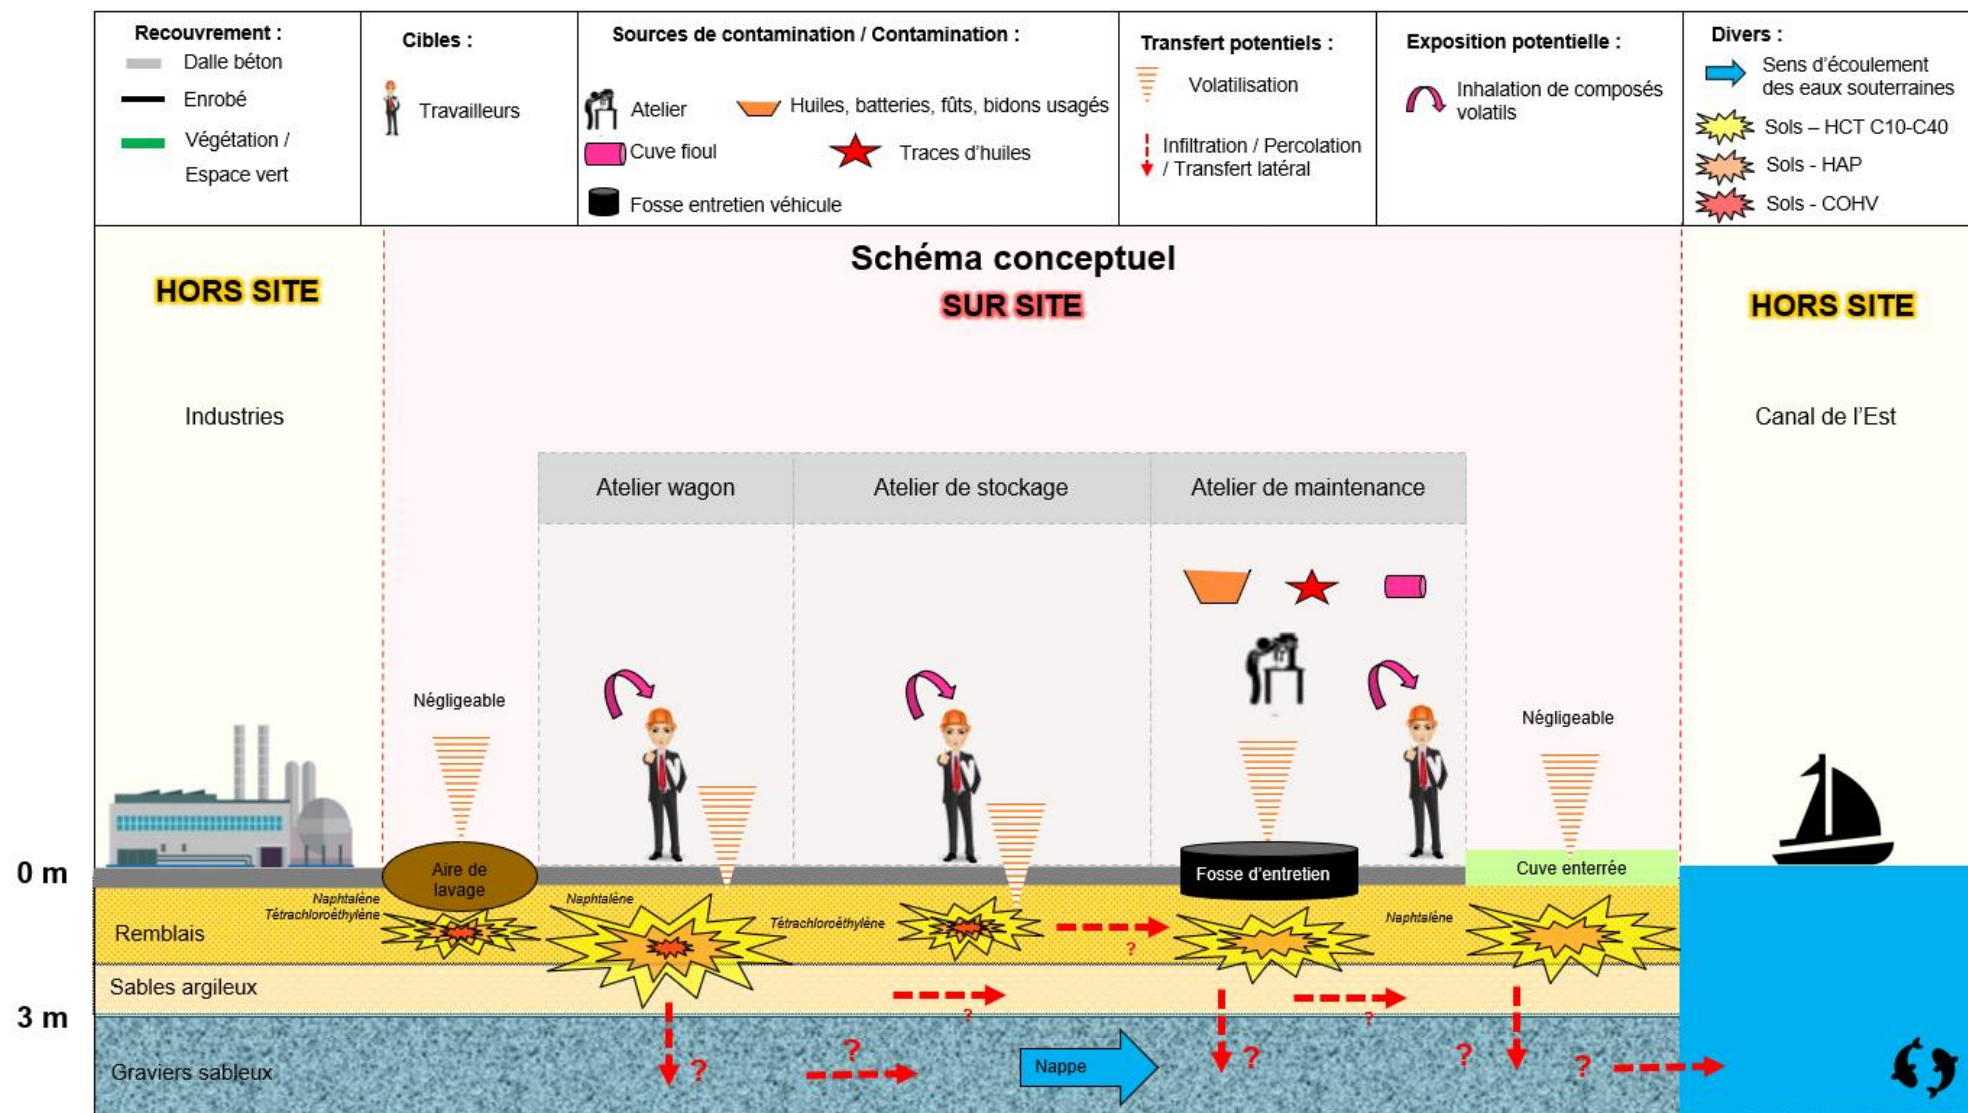 Recouvrement :
Dalle béton
Enrobé
Végétation /
Espace vert
Cibles :
Travailleurs
Sources de contamination / Contamination :
Atelier
Huiles, batteries, fûts, bidons usagés
Cuve fioul
Traces d'huiles
Fosse entretien véhicule
Transfert potentiels :
Volatilisation
Infiltration / Percolation
/ Transfert latéral
Exposition potentielle :
Inhalation de composés
volatils
Divers :
Sens d'écoulement
des eaux souterraines
Sols – HCT C10-C40
Sols - HAP
Sols - COHV
Schéma conceptuel
HORS SITE
SUR SITE
HORS SITE
Industries
Canal de l'Est
Atelier wagon
Atelier de stockage
Atelier de maintenance
Négligeable
Négligeable
0 m
Aire de
lavage
Fosse d'entretien
Cuve enterrée
Naphtalène
Tétrachloroéthylène
Naphtalène
Tétrachloroéthylène
Naphtalène
Remblais
?
Sables argileux
?
?
3 m
Graviers sableux
?
?
Nappe
?
?
?